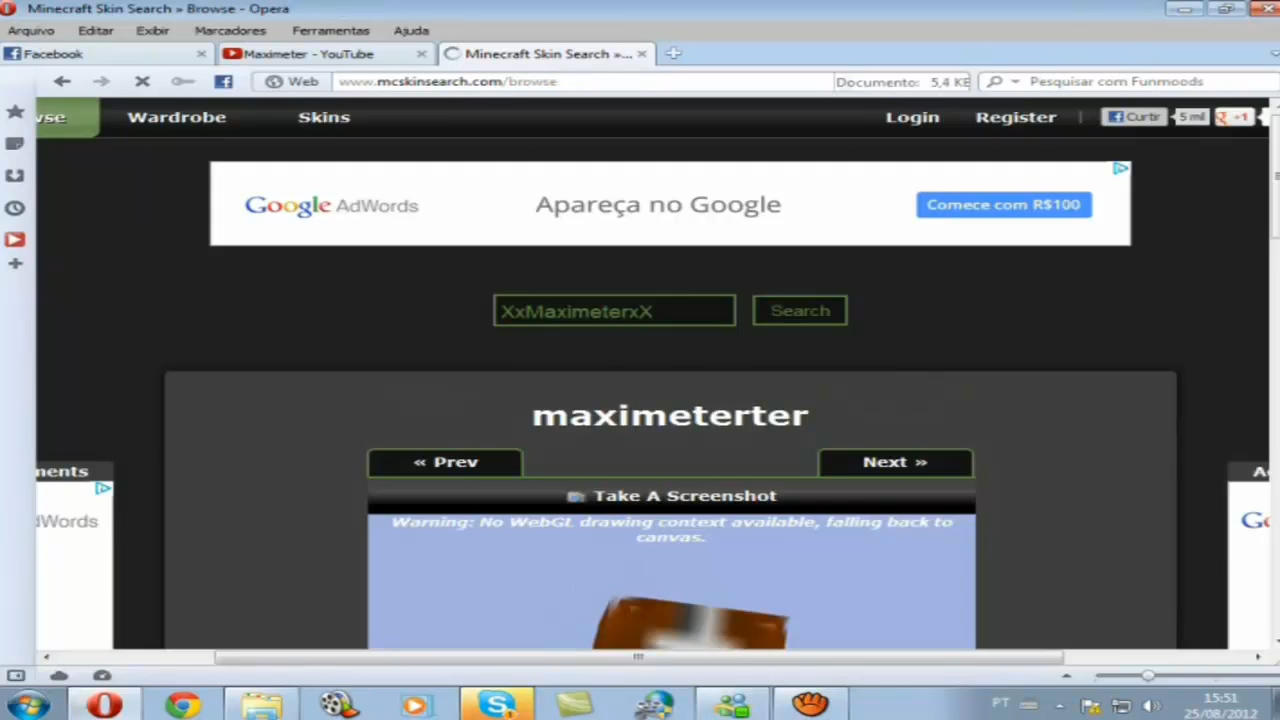 Minecraft Skin Search » Browse - Opera
Arquivo Editar Exibir Marcadores Ferramentas Ajuda
Facebook Maximeter - YouTube Minecraft Skin Search »...
Web www.mcskinsearch.com/browse Documento: 5,4 KB Pesquisar com Funmoods
wse Wardrobe Skins Login Register Curtir 5 mil +1
Google AdWords Apareça no Google Comece com R$100
XxMaximeterxX Search
maximeterter
« Prev Next »
ments A
Take A Screenshot
dWords Go
Warning: No WebGL drawing context available, falling back to
canvas.
PT 15:51
25/08/2012